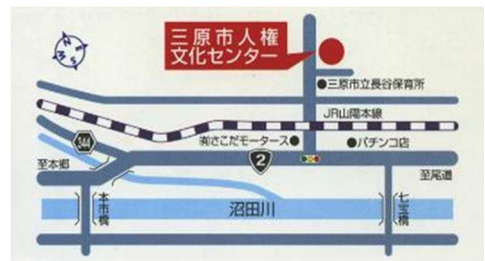 三原市人権
文化センター
●三原市立長谷保育所
JR山陽本線
㈲さこだモータース●
●パチンコ店
344
2
至本郷
至尾道
本市橋
沼田川
七宝橋